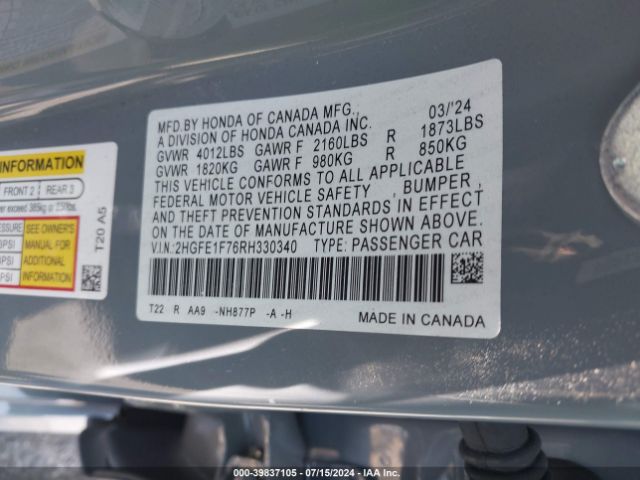 MFD.BY HONDA OF CANADA MFG., 03/'24
A DIVISION OF HONDA CANADA INC.
GVWR 4012LBS GAWR F 2160LBS R 1873LBS
GVWR 1820KG GAWR F 980KG R 850KG
THIS VEHICLE CONFORMS TO ALL APPLICABLE
FEDERAL MOTOR VEHICLE SAFETY , BUMPER ,
AND THEFT PREVENTION STANDARDS IN EFFECT
ON THE DATE OF MANUFACTURE SHOWN ABOVE.
V.I.N:2HGFE1F76RH330340 TYPE: PASSENGER CAR
T22 R AA9 -NH877P -A -H
MADE IN CANADA
INFORMATION
FRONT 2 REAR 3
SEE OWNER'S
MANUAL FOR
ADDITIONAL
INFORMATION
T20 A5
000-39837105 - 07/15/2024 - IAA Inc.